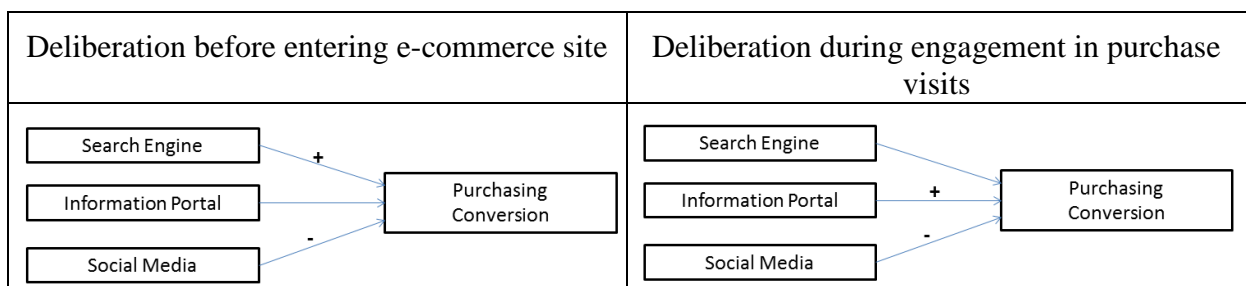 Deliberation before entering e-commerce site
Deliberation during engagement in purchase
visits
Search Engine
+
Information Portal
Purchasing
Conversion
-
Social Media
Search Engine
Information Portal
+
Purchasing
Conversion
-
Social Media